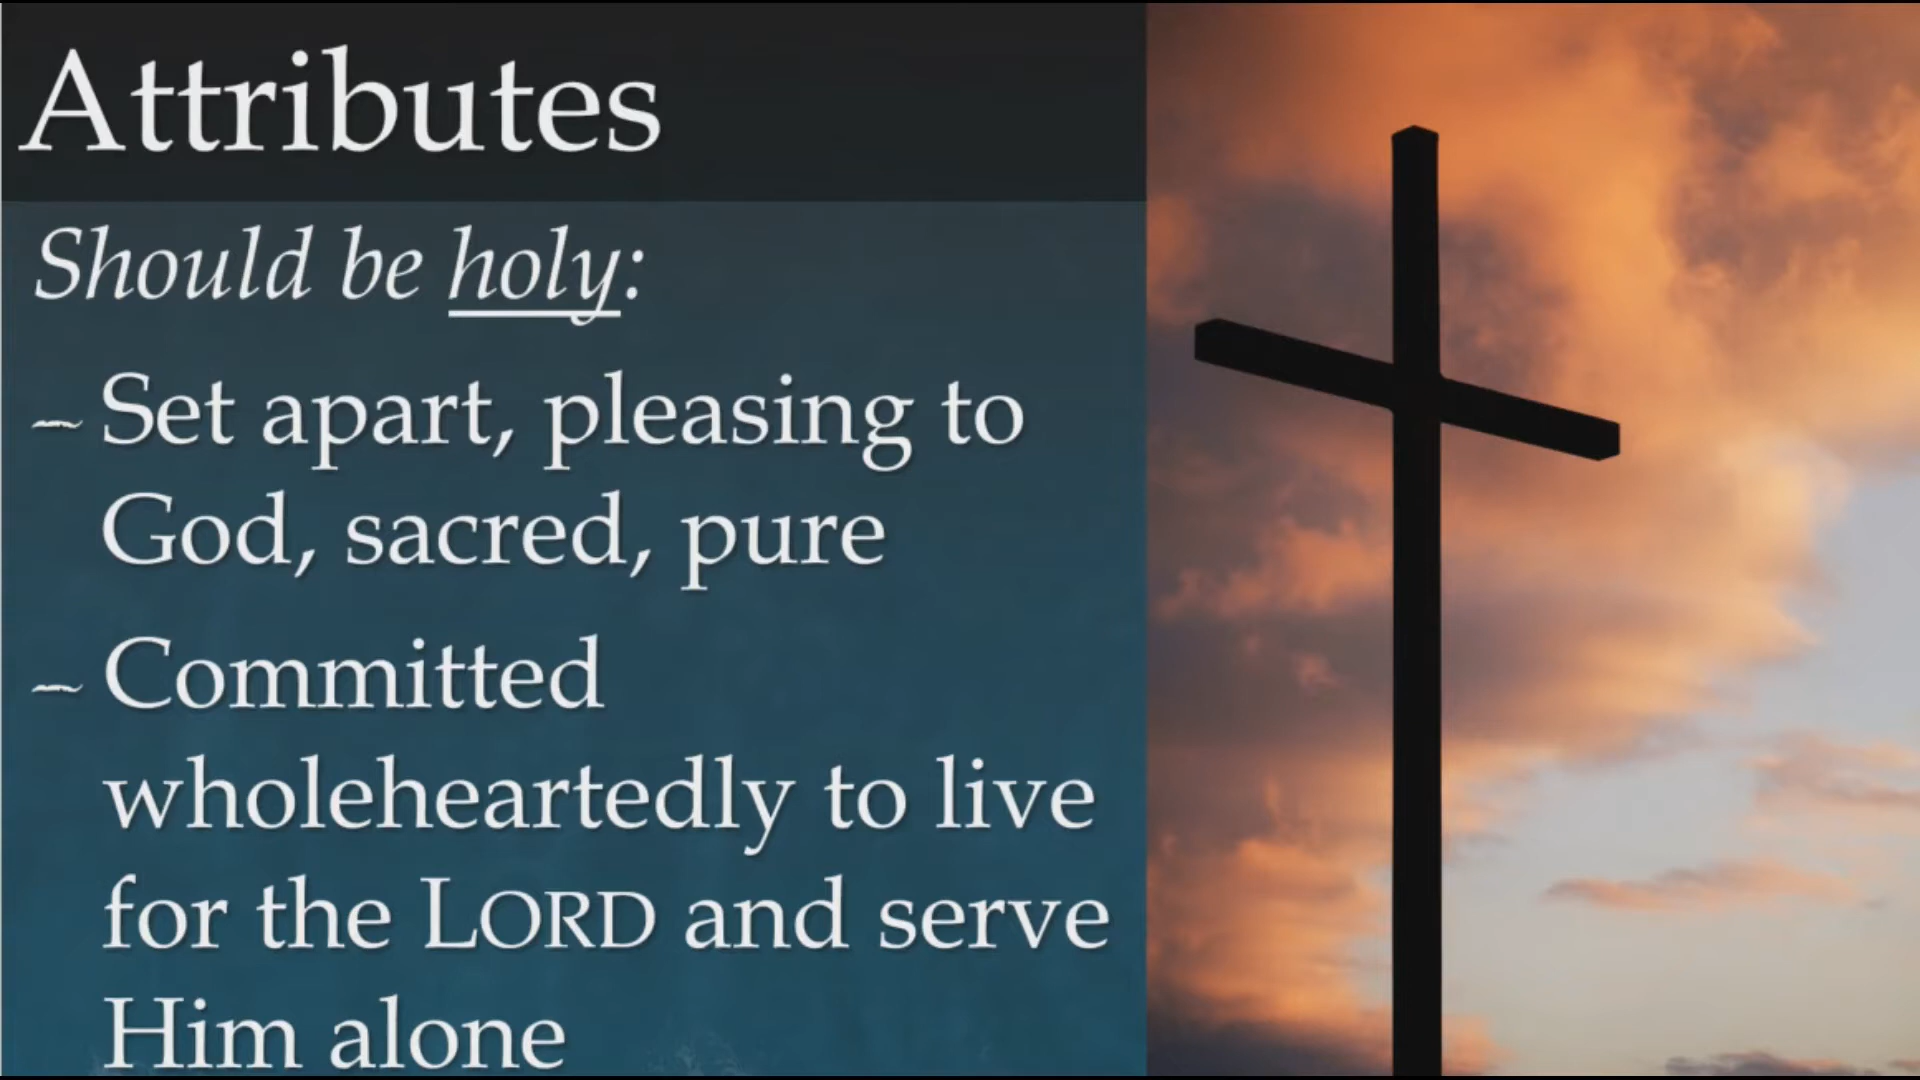 Attributes
Should be holy:
– Set apart, pleasing to
God, sacred, pure
– Committed
wholeheartedly to live
for the LORD and serve
Him alone